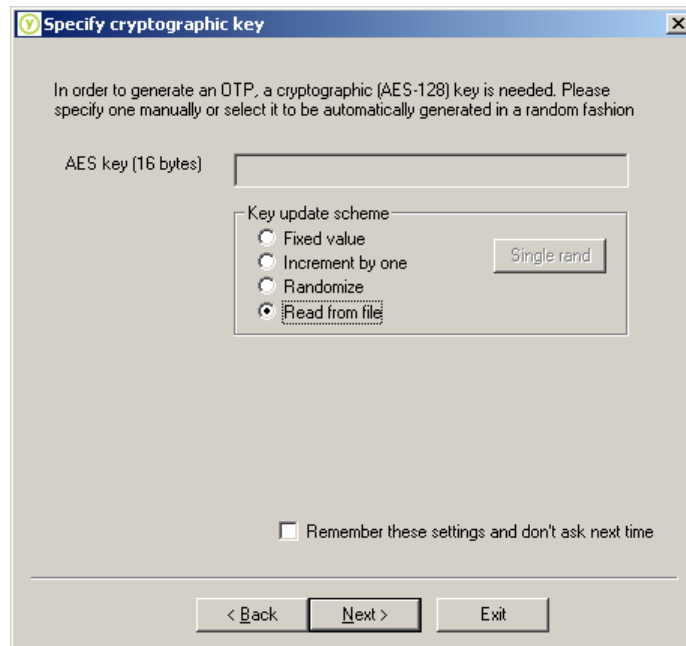 Specify cryptographic key
In order to generate an OTP, a cryptographic (AES-128) key is needed. Please
specify one manually or select it to be automatically generated in a random fashion
AES key (16 bytes)
Key update scheme
Fixed value
Single rand
Increment by one
Randomize
Read from file
Remember these settings and don't ask next time
< Back
Next >
Exit